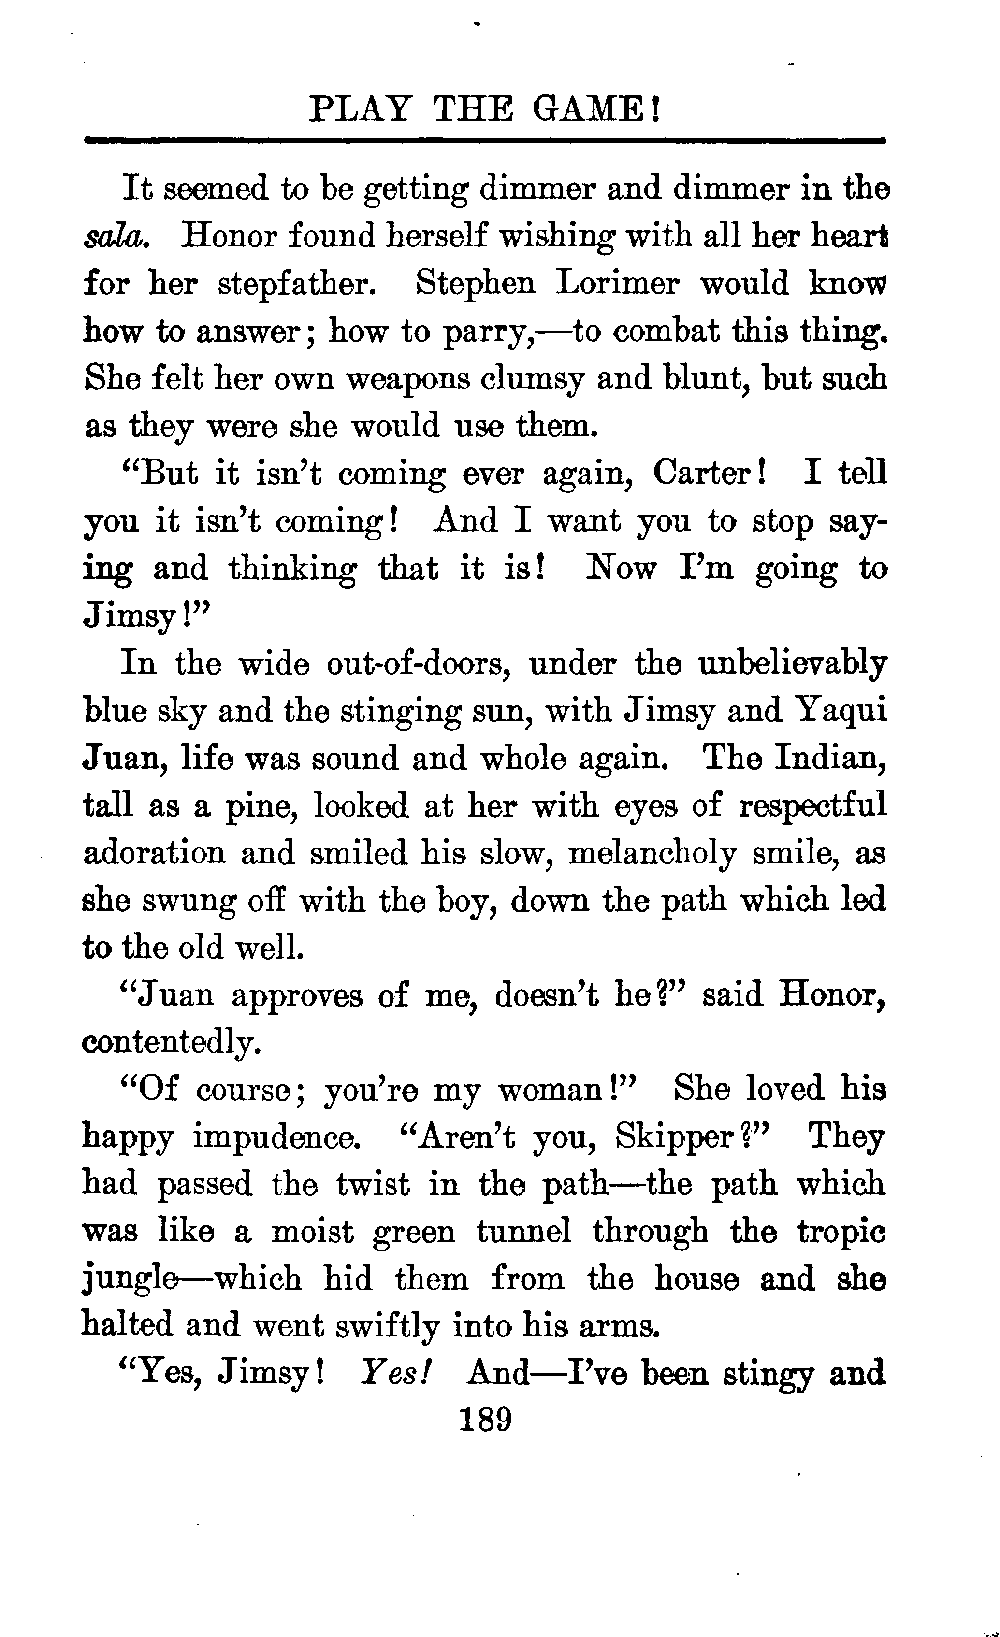 PLAY THE GAME!
It seemed to be getting dimmer and dimmer in the
sala. Honor found herself wishing with all her heart
for her stepfather. Stephen Lorimer would know
how to answer; how to parry,—to combat this thing.
She felt her own weapons clumsy and blunt, but such
as they were she would use them.
“But it isn’t coming ever again, Carter! I tell
you it isn’t coming! And I want you to stop say-
ing and thinking that it is! Now I’m going to
Jimsy!”
In the wide out-of-doors, under the unbelievably
blue sky and the stinging sun, with Jimsy and Yaqui
Juan, life was sound and whole again. The Indian,
tall as a pine, looked at her with eyes of respectful
adoration and smiled his slow, melancholy smile, as
she swung off with the boy, down the path which led
to the old well.
“Juan approves of me, doesn’t he?” said Honor,
contentedly.
“Of course; you’re my woman!” She loved his
happy impudence. “Aren’t you, Skipper?” They
had passed the twist in the path—the path which
was like a moist green tunnel through the tropic
jungle—which hid them from the house and she
halted and went swiftly into his arms.
“Yes, Jimsy! Yes! And—I’ve been stingy and
189